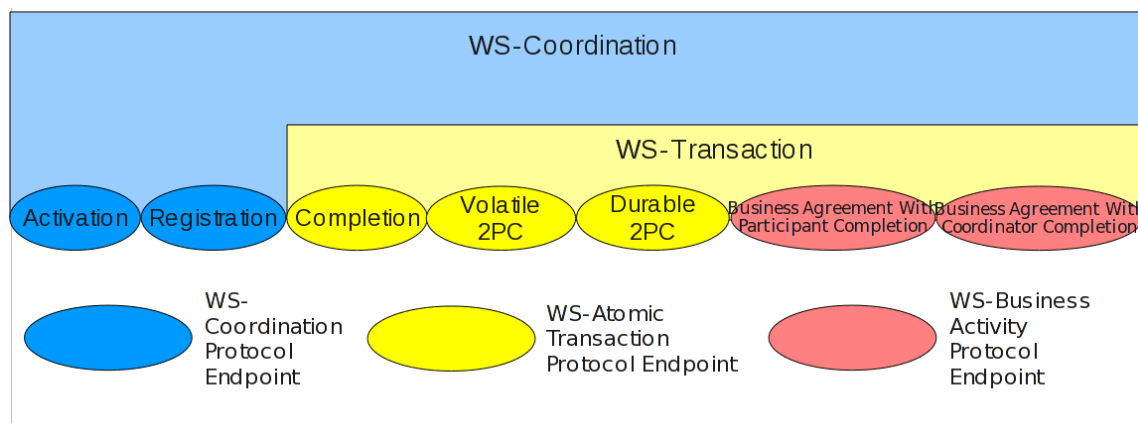 WS-Coordination
WS-Transaction
Activation
Registration
Completion
Volatile
2PC
Durable
2PC
Business Agreement With
Participant Completion
Business Agreement With
Coordinator Completion
WS-
Coordination
Protocol
Endpoint
WS-Atomic
Transaction
Protocol Endpoint
WS-Business
Activity
Protocol
Endpoint